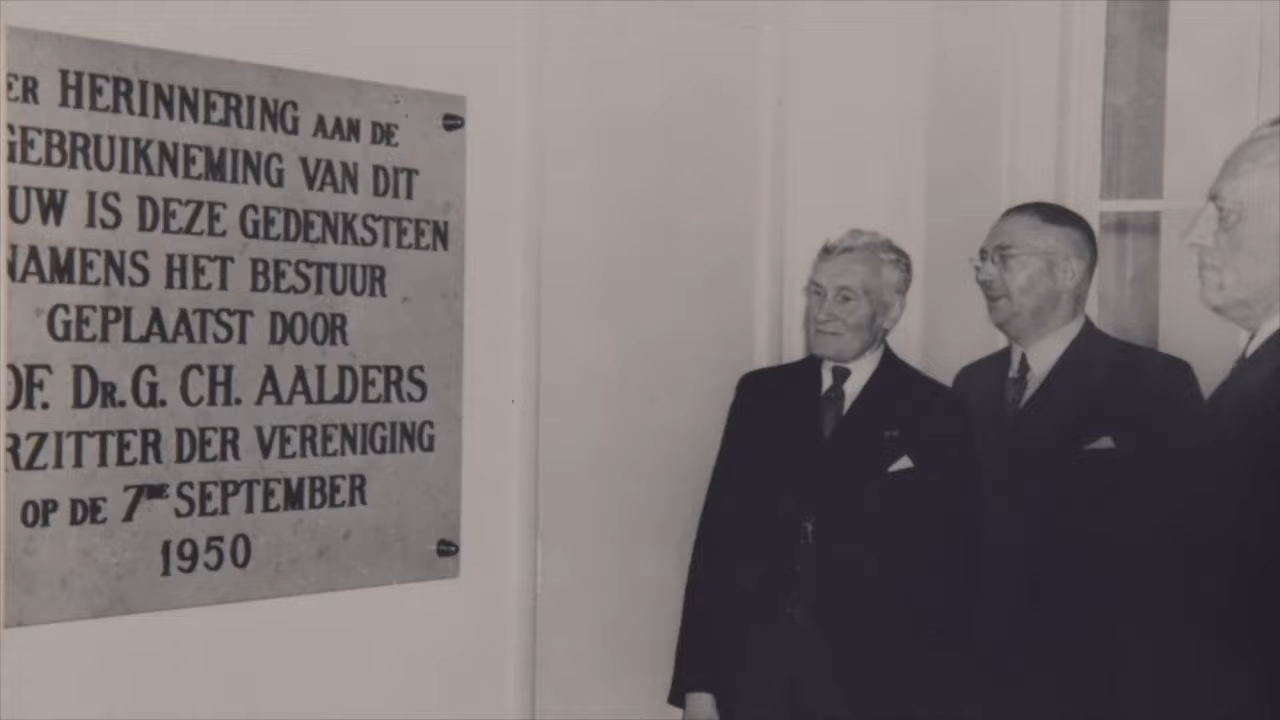 ER HERINNERING AAN DE
GEBRUIKNEMING VAN DIT
UW IS DEZE GEDENKSTEEN
NAMENS HET BESTUUR
GEPLAATST DOOR
OF. DR. G. CH. AALDERS
RZITTER DER VERENIGING
OP DE 7DE SEPTEMBER
1950